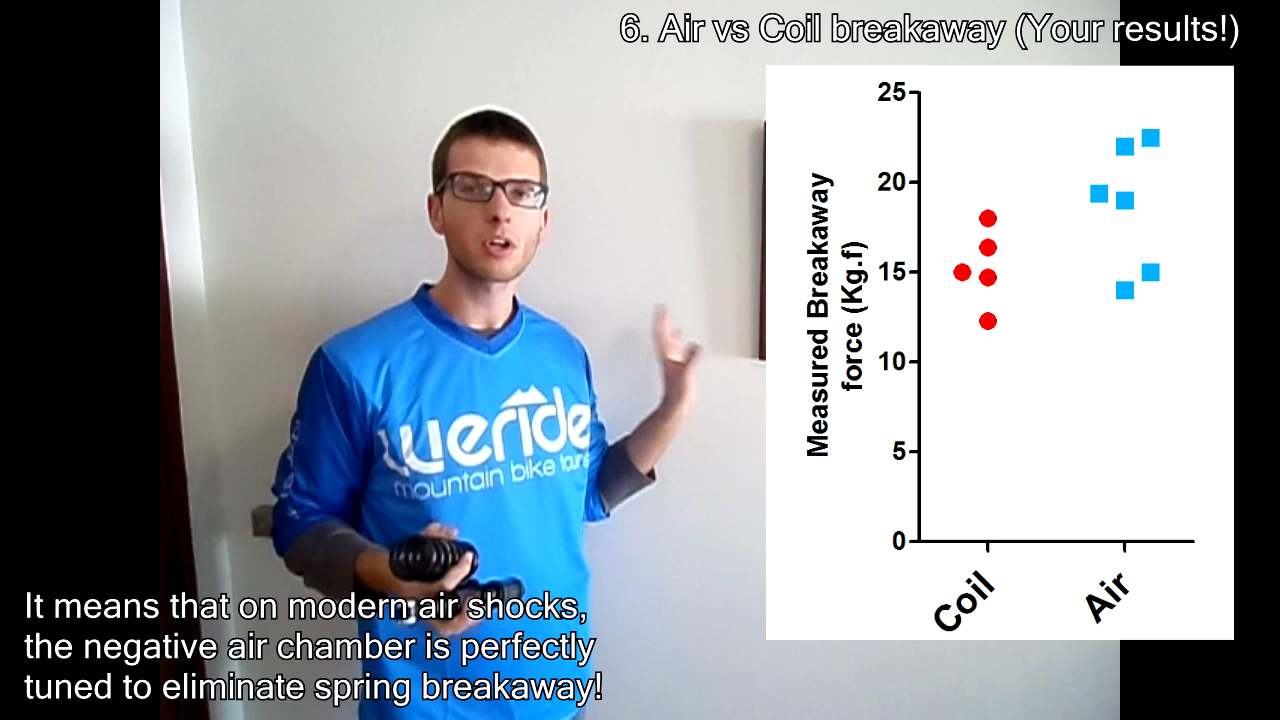 6. Air vs Coil breakaway (Your results!)
25
20
15
10
5
0
Measured Breakaway
force (Kg.f)
Coil
Air
weride
mountain bike tours
It means that on modern air shocks,
the negative air chamber is perfectly
tuned to eliminate spring breakaway!